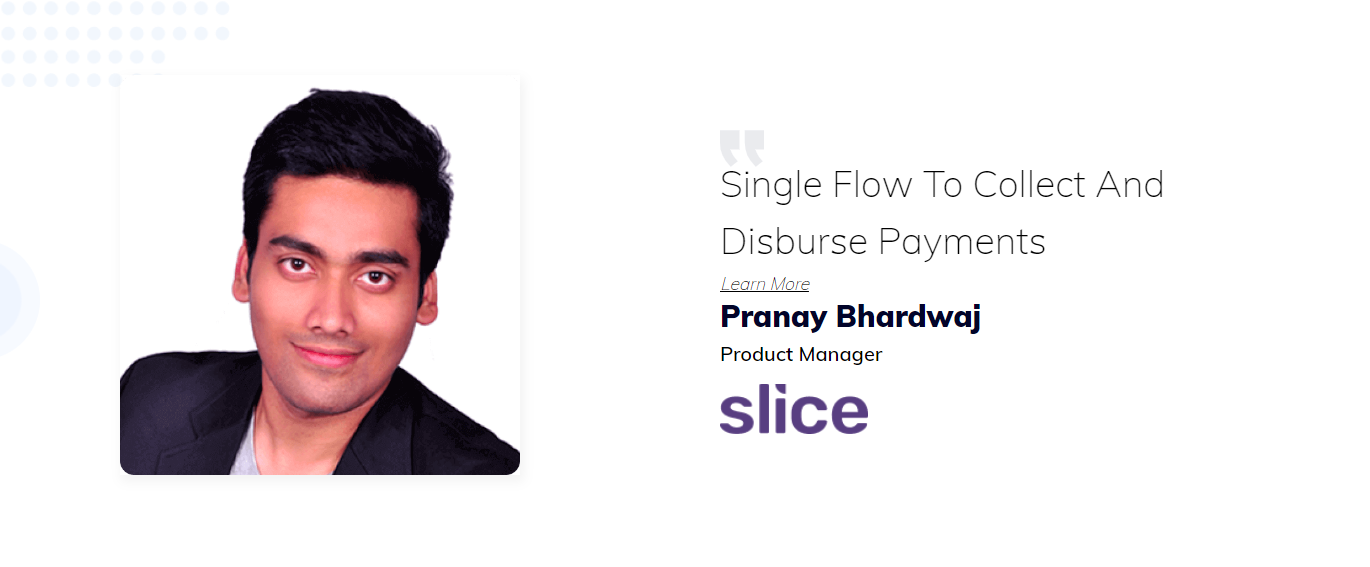 Single Flow To Collect And
Disburse Payments
Learn More
Pranay Bhardwaj
Product Manager
slice